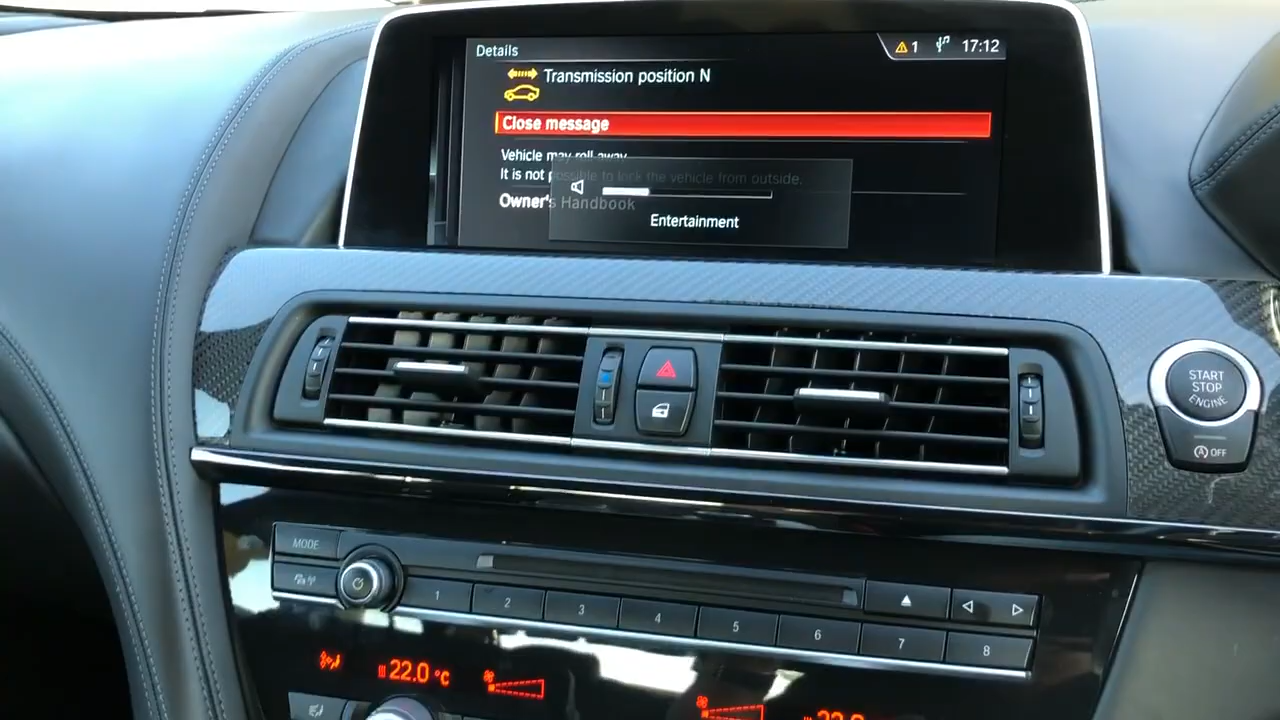 Details
1 17:12
Transmission position N
Close message
Vehicle may roll away.
It is not possible to lock the vehicle from outside.
Owner's Handbook
Entertainment
START
STOP
ENGINE
OFF
MODE
1 2 3 4 5 6 7 8
22.0 °C